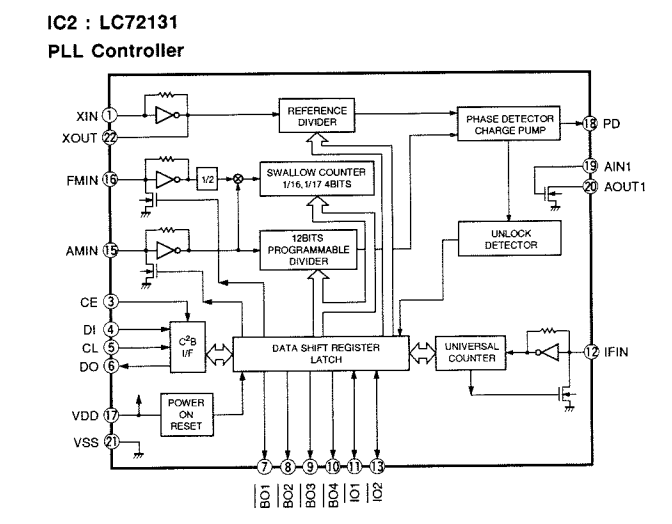 IC2 : LC72131
PLL Controller
XIN 1
XOUT 22
FMIN 16
AMIN 15
CE 3
DI 4
CL 5
DO 6
VDD 17
VSS 21
REFERENCE
DIVIDER
1/2
SWALLOW COUNTER
1/16, 1/17 4BITS
12BITS
PROGRAMMABLE
DIVIDER
PHASE DETECTOR
CHARGE PUMP
18 PD
19 AIN1
20 AOUT1
UNLOCK
DETECTOR
C²B
I/F
DATA SHIFT REGISTER
LATCH
UNIVERSAL
COUNTER
12 IFIN
POWER
ON
RESET
7 8 9 10 11 13
BO1
BO2
BO3
BO4
IO1
IO2